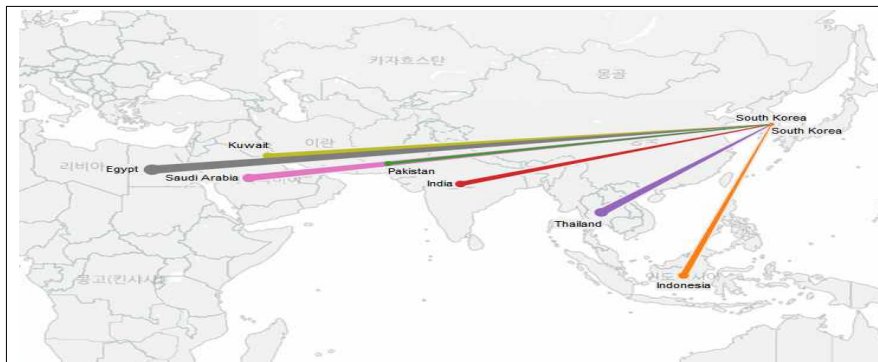 카자흐스탄
몽골
South Korea
South Korea
Kuwait
이란
리비아
Egypt
Saudi Arabia
Pakistan
India
Thailand
콩고(킨샤사)
Indonesia